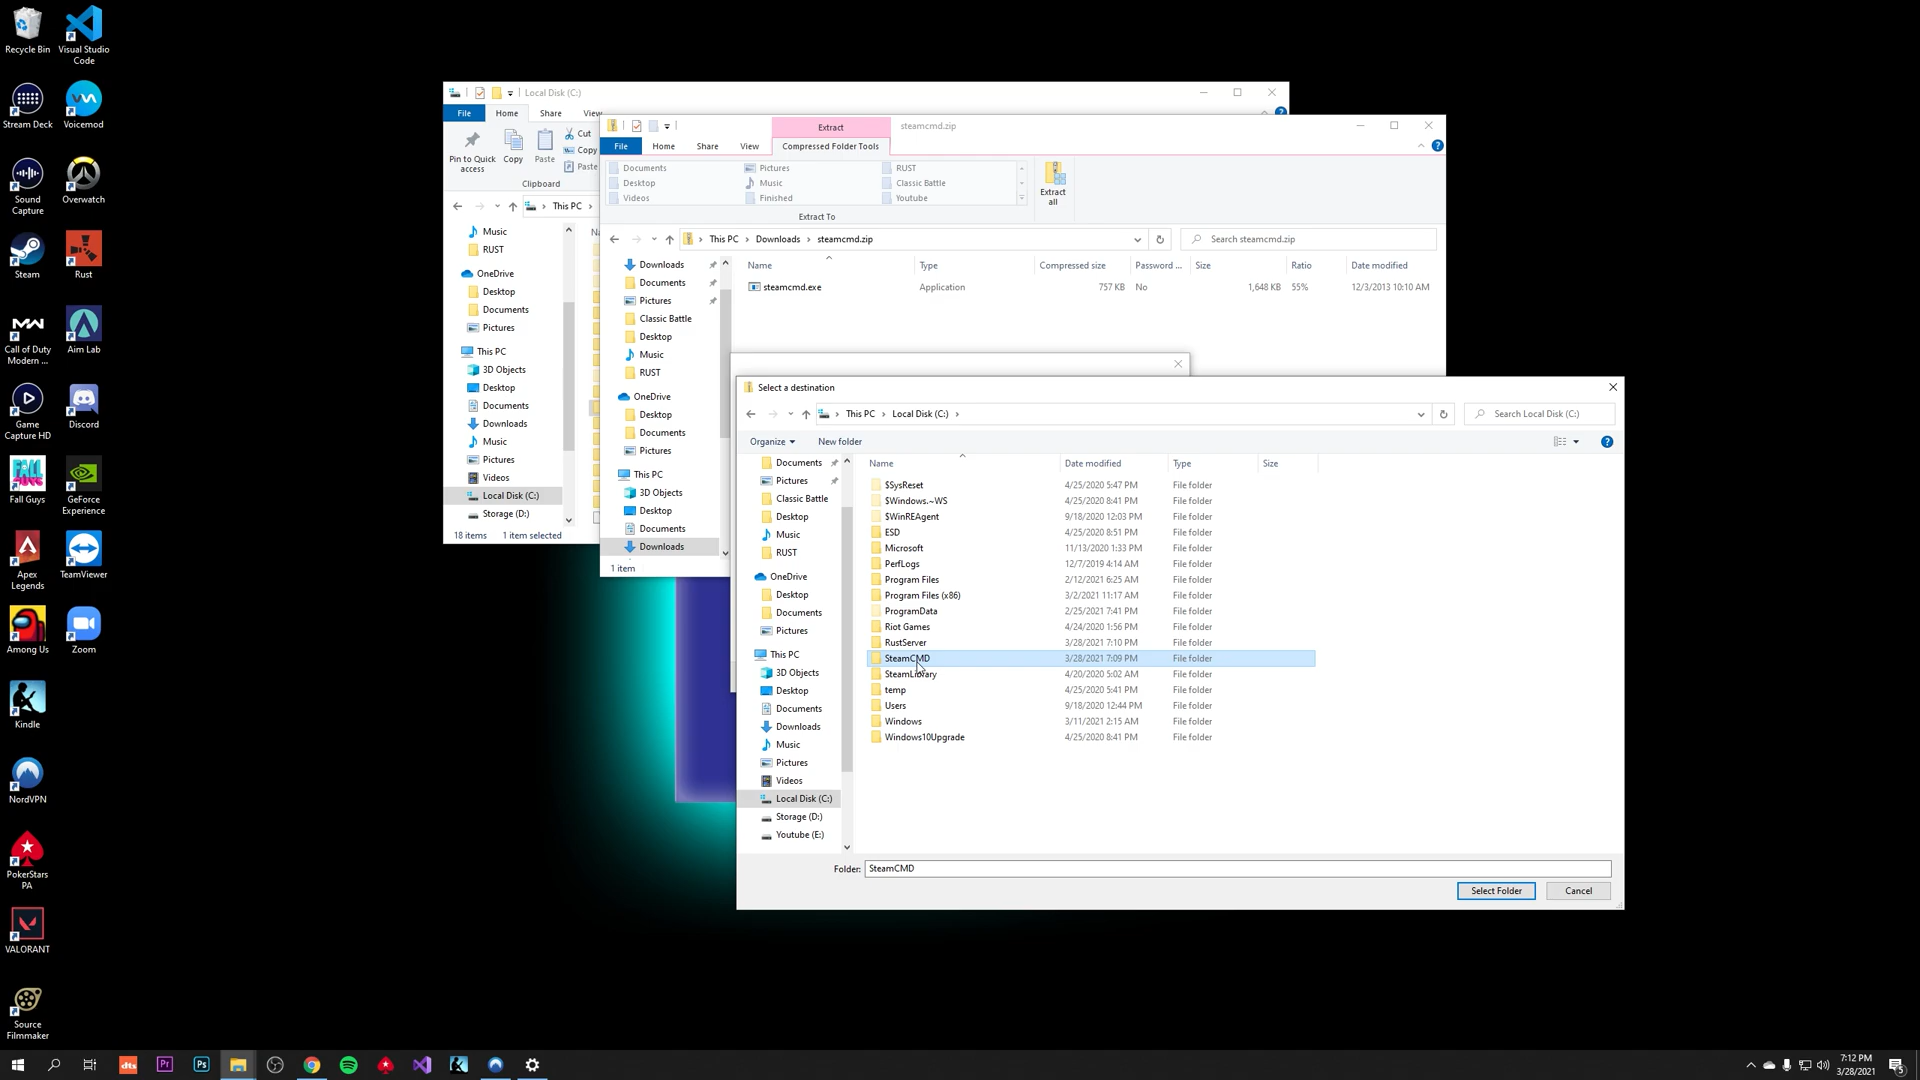 Recycle Bin
Visual Studio
Code
Stream Deck
Voicemod
Sound
Capture
Overwatch
Steam
Rust
Call of Duty
Modern ...
Aim Lab
Game
Capture HD
Discord
Fall Guys
GeForce
Experience
Apex
Legends
TeamViewer
Among Us
Zoom
Kindle
NordVPN
PokerStars
PA
VALORANT
Source
Filmmaker
Local Disk (C:)
File Home Share View
Pin to Quick
access
Copy
Paste
Cut
Copy
Paste
Clipboard
This PC
Music
RUST
OneDrive
Desktop
Documents
Pictures
This PC
3D Objects
Desktop
Documents
Downloads
Music
Pictures
Videos
Local Disk (C:)
Storage (D:)
18 items 1 item selected
Extract steamcmd.zip
File Home Share View Compressed Folder Tools
Documents Pictures RUST
Desktop Music Classic Battle
Videos Finished Youtube
Extract To
Extract
all
This PC Downloads steamcmd.zip
Search steamcmd.zip
Name Type Compressed size Password ... Size Ratio Date modified
steamcmd.exe Application 757 KB No 1,648 KB 55% 12/3/2013 10:10 AM
Downloads
Documents
Pictures
Classic Battle
Desktop
Music
RUST
OneDrive
Desktop
Documents
Pictures
This PC
3D Objects
Desktop
Documents
Downloads
1 item
Select a destination
This PC Local Disk (C:)
Search Local Disk (C:)
Organize New folder
Documents
Pictures
Classic Battle
Desktop
Music
RUST
OneDrive
Desktop
Documents
Pictures
This PC
3D Objects
Desktop
Documents
Downloads
Music
Pictures
Videos
Local Disk (C:)
Storage (D:)
Youtube (E:)
Name Date modified Type Size
$SysReset 4/25/2020 5:47 PM File folder
$Windows.~WS 4/25/2020 8:41 PM File folder
$WinREAgent 9/18/2020 12:03 PM File folder
ESD 4/25/2020 8:51 PM File folder
Microsoft 11/13/2020 1:33 PM File folder
PerfLogs 12/7/2019 4:14 AM File folder
Program Files 2/12/2021 6:25 AM File folder
Program Files (x86) 3/2/2021 11:17 AM File folder
ProgramData 2/25/2021 7:41 PM File folder
Riot Games 4/24/2020 1:56 PM File folder
RustServer 3/28/2021 7:10 PM File folder
SteamCMD 3/28/2021 7:09 PM File folder
SteamLibrary 4/20/2020 5:02 AM File folder
temp 4/25/2020 5:41 PM File folder
Users 9/18/2020 12:44 PM File folder
Windows 3/11/2021 2:15 AM File folder
Windows10Upgrade 4/25/2020 8:41 PM File folder
Folder: SteamCMD
Select Folder Cancel
dts
Pr
Ps
7:12 PM
3/28/2021
5